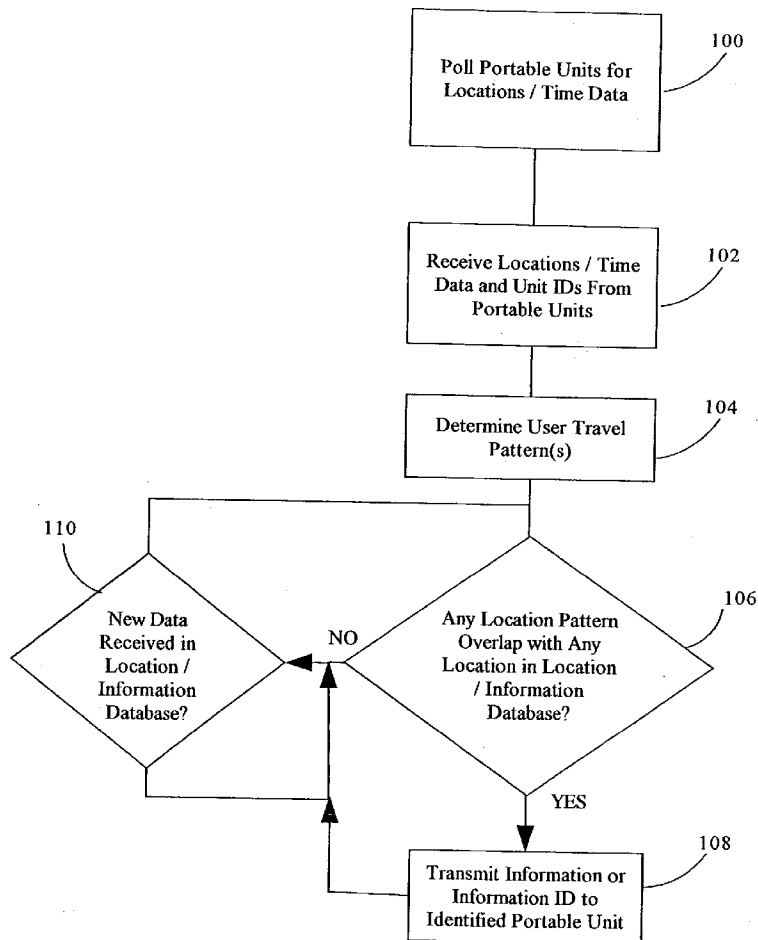 Poll Portable Units for
Locations / Time Data
100
Receive Locations / Time
Data and Unit IDs From
Portable Units
102
Determine User Travel
Pattern(s)
104
110
New Data
Received in
Location /
Information
Database?
NO
Any Location Pattern
Overlap with Any
Location in Location
/ Information
Database?
106
YES
Transmit Information or
Information ID to
Identified Portable Unit
108